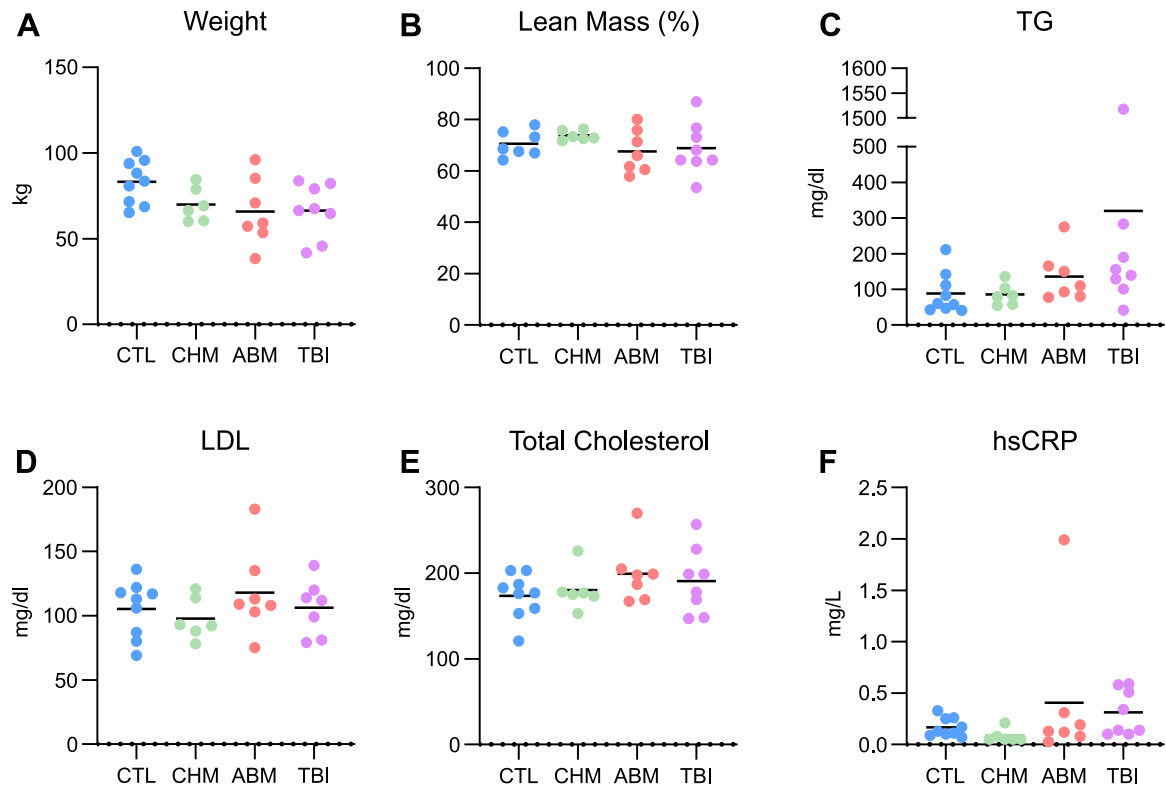 A Weight
150
100
50
0
kg
CTL CHM ABM TBI
B Lean Mass (%)
100
80
60
40
20
0
CTL CHM ABM TBI
C TG
1600
1550
1500
500
400
300
200
100
0
mg/dl
CTL CHM ABM TBI
D LDL
200
150
100
50
0
mg/dl
CTL CHM ABM TBI
E Total Cholesterol
300
200
100
0
mg/dl
CTL CHM ABM TBI
F hsCRP
2.5
2.0
1.5
1.0
0.5
0.0
mg/L
CTL CHM ABM TBI